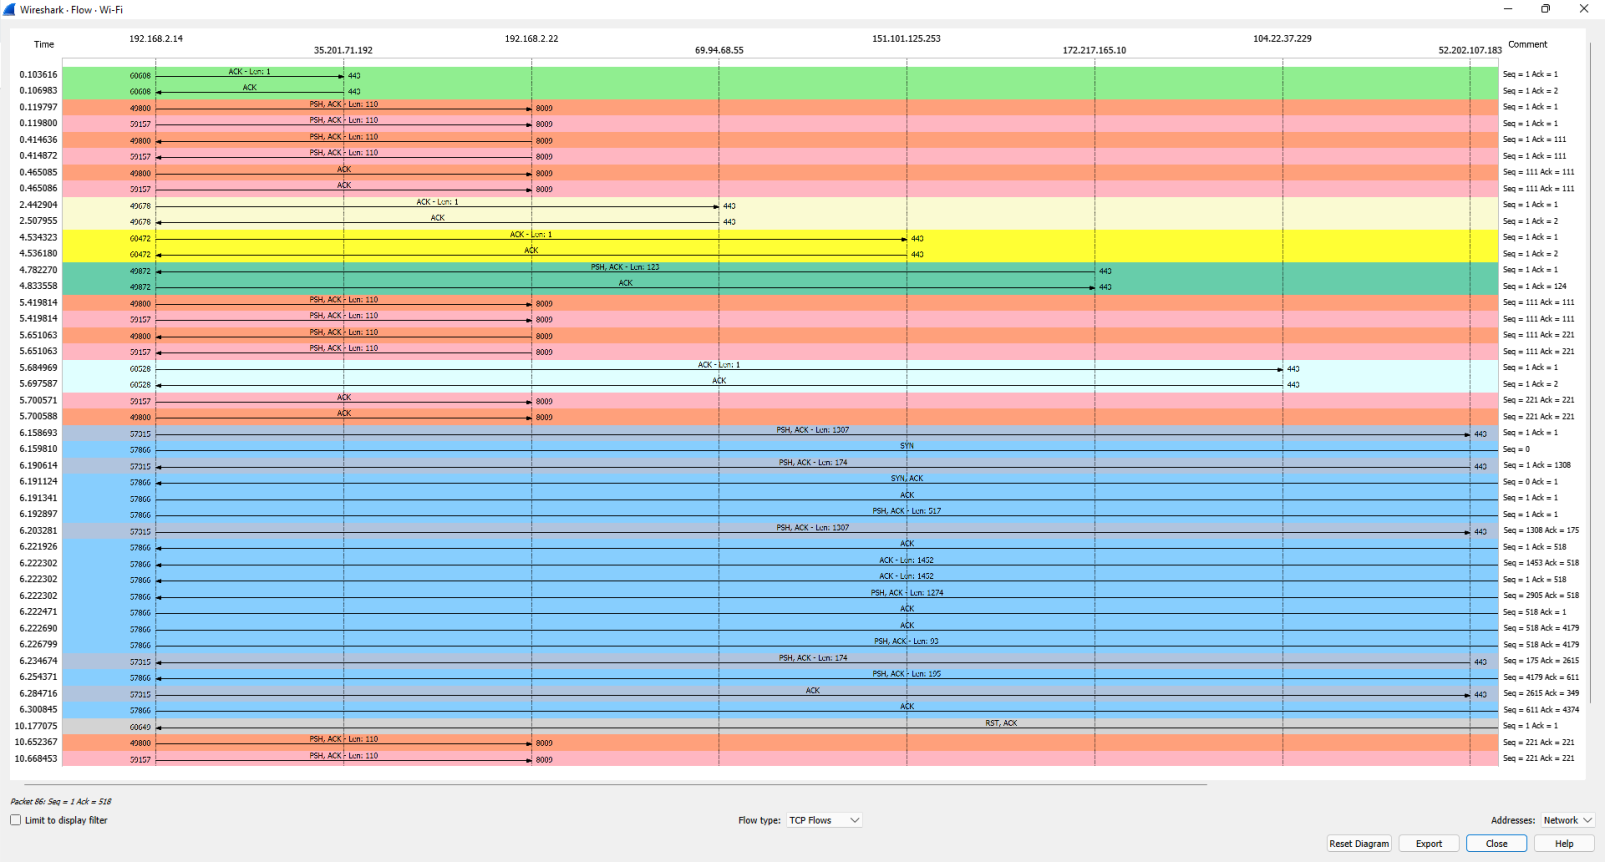 Wireshark · Flow · Wi-Fi
192.168.2.14 192.168.2.22 151.101.125.253 104.22.37.229
Time 35.201.71.192 69.94.68.55 172.217.165.10 52.202.107.183 Comment
0.103616 60608 ACK - Len: 1 443 Seq = 1 Ack = 1
0.106983 60608 ACK 443 Seq = 1 Ack = 2
0.119797 49800 PSH, ACK - Len: 110 8009 Seq = 1 Ack = 1
0.119800 59157 PSH, ACK - Len: 110 8009 Seq = 1 Ack = 1
0.414636 49800 PSH, ACK - Len: 110 8009 Seq = 1 Ack = 111
0.414872 59157 PSH, ACK - Len: 110 8009 Seq = 1 Ack = 111
0.465085 49800 ACK 8009 Seq = 111 Ack = 111
0.465086 59157 ACK 8009 Seq = 111 Ack = 111
2.442904 49678 ACK - Len: 1 443 Seq = 1 Ack = 1
2.507955 49678 ACK 443 Seq = 1 Ack = 2
4.534323 60472 ACK - Len: 1 443 Seq = 1 Ack = 1
4.536180 60472 ACK 443 Seq = 1 Ack = 2
4.782270 49872 PSH, ACK - Len: 123 443 Seq = 1 Ack = 1
4.833558 49872 ACK 443 Seq = 1 Ack = 124
5.419814 49800 PSH, ACK - Len: 110 8009 Seq = 111 Ack = 111
5.419814 59157 PSH, ACK - Len: 110 8009 Seq = 111 Ack = 111
5.651063 49800 PSH, ACK - Len: 110 8009 Seq = 111 Ack = 221
5.651063 59157 PSH, ACK - Len: 110 8009 Seq = 111 Ack = 221
5.684969 60528 ACK - Len: 1 443 Seq = 1 Ack = 1
5.697587 60528 ACK 443 Seq = 1 Ack = 2
5.700571 59157 ACK 8009 Seq = 221 Ack = 221
5.700588 49800 ACK 8009 Seq = 221 Ack = 221
6.158693 57315 PSH, ACK - Len: 1307 443 Seq = 1 Ack = 1
6.159810 57866 SYN Seq = 0
6.190614 57315 PSH, ACK - Len: 174 443 Seq = 1 Ack = 1308
6.191124 57866 SYN, ACK Seq = 0 Ack = 1
6.191341 57866 ACK Seq = 1 Ack = 1
6.192897 57866 PSH, ACK - Len: 517 Seq = 1 Ack = 1
6.203281 57315 PSH, ACK - Len: 1307 443 Seq = 1308 Ack = 175
6.221926 57866 ACK Seq = 1 Ack = 518
6.222302 57866 ACK - Len: 1452 Seq = 1453 Ack = 518
6.222302 57866 ACK - Len: 1452 Seq = 1 Ack = 518
6.222302 57866 PSH, ACK - Len: 1274 Seq = 2905 Ack = 518
6.222471 57866 ACK Seq = 518 Ack = 1
6.222690 57866 ACK Seq = 518 Ack = 4179
6.226799 57866 PSH, ACK - Len: 93 Seq = 518 Ack = 4179
6.234674 57315 PSH, ACK - Len: 174 443 Seq = 175 Ack = 2615
6.254371 57866 PSH, ACK - Len: 195 Seq = 4179 Ack = 611
6.284716 57315 ACK 443 Seq = 2615 Ack = 349
6.300845 57866 ACK Seq = 611 Ack = 4374
10.177075 60649 RST, ACK Seq = 1 Ack = 1
10.652367 49800 PSH, ACK - Len: 110 8009 Seq = 221 Ack = 221
10.668453 59157 PSH, ACK - Len: 110 8009 Seq = 221 Ack = 221
Packet 86: Seq = 1 Ack = 518
Limit to display filter Flow type: TCP Flows Addresses: Network
Reset Diagram Export Close Help